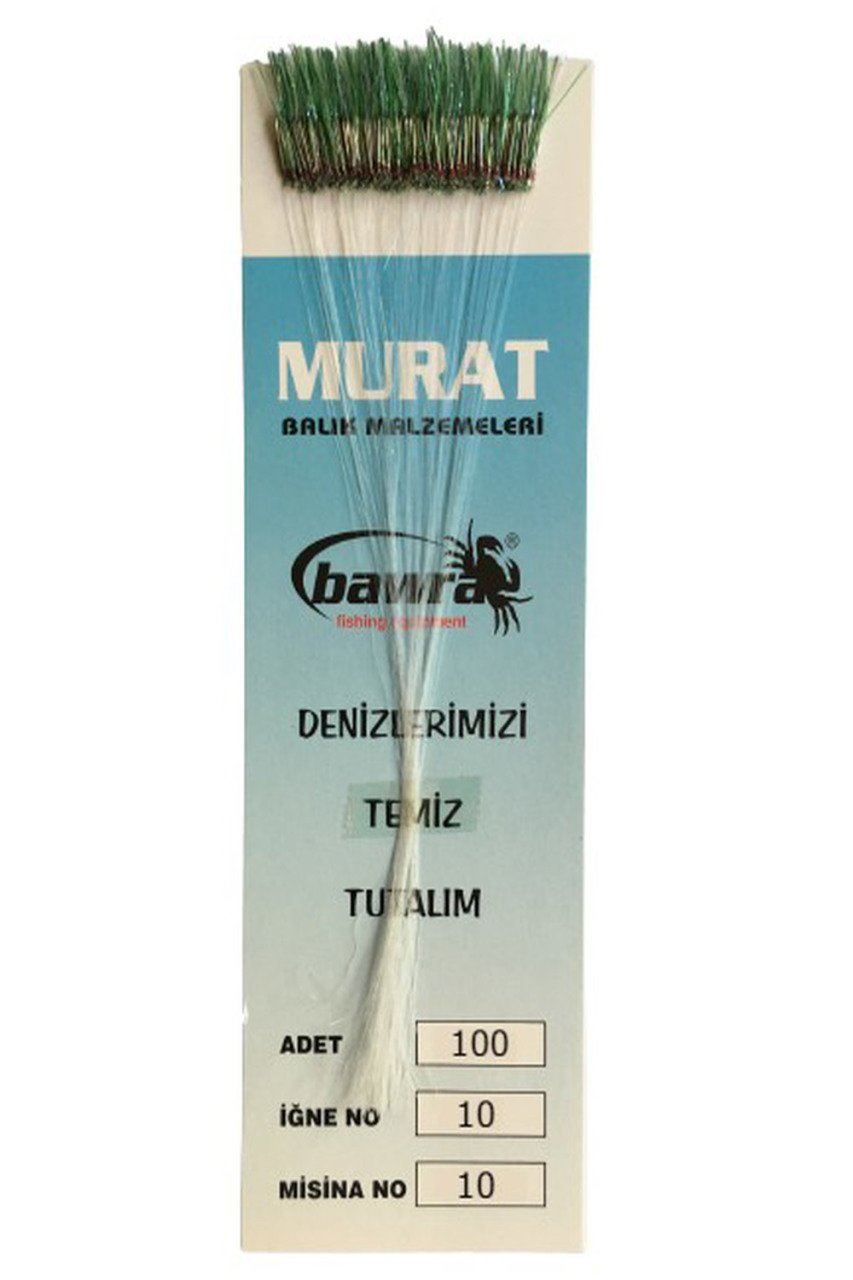 MURAT
BALIK MALZEMELERİ
bawra®
fishing equipment
DENİZLERİMİZİ
TEMİZ
TUTALIM
ADET 100
İĞNE NO 10
MİSİNA NO 10